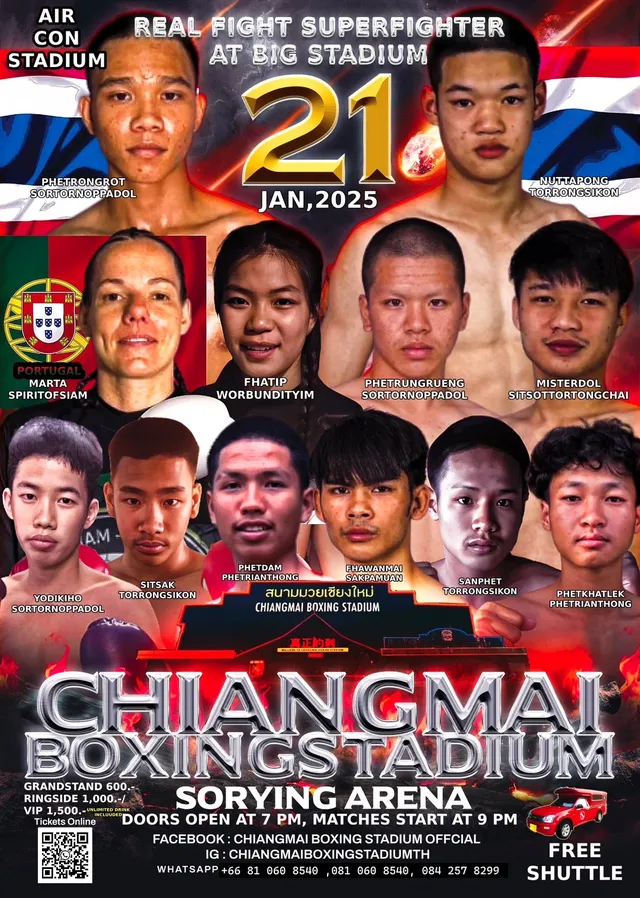 AIR
CON
STADIUM
REAL FIGHT SUPERFIGHTER
AT BIG STADIUM
21
JAN,2025
PHETRONGROT
SORTORNOPPADOL
NUTTAPONG
TORRONGSIKON
PORTUGAL
MARTA
SPIRITOFSIAM
FHATIP
WORBUNDITYIM
PHETRUNGRUENG
SORTORNOPPADOL
MISTERDOL
SITSOTTORTONGCHAI
YODIKIHO
SORTORNOPPADOL
SITSAK
TORRONGSIKON
PHETDAM
PHETRIANTHONG
FHAWANMAI
SAKPAMUAN
SANPHET
TORRONGSIKON
PHETKHATLEK
PHETRIANTHONG
สนามมวยเชียงใหม่
CHIANGMAI BOXING STADIUM
CHIANGMAI
BOXINGSTADIUM
GRANDSTAND 600.-
RINGSIDE 1,000.-/
VIP 1,500.- UNLIMITED DRINK
INCLUUDED
Tickets Online
SORYING ARENA
DOORS OPEN AT 7 PM, MATCHES START AT 9 PM
FACEBOOK : CHIANGMAI BOXING STADIUM OFFCIAL
IG : CHIANGMAIBOXINGSTADIUMTH
WHATSAPP +66 81 060 8540 ,081 060 8540, 084 257 8299
FREE
SHUTTLE